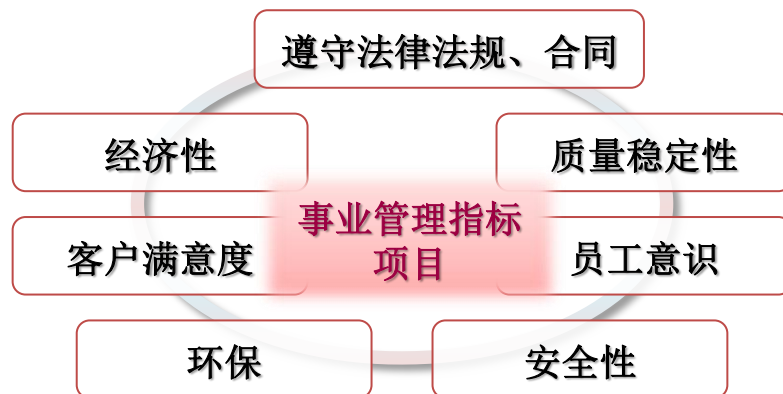 遵守法律法规、合同
经济性
质量稳定性
事业管理指标
项目
客户满意度
员工意识
环保
安全性